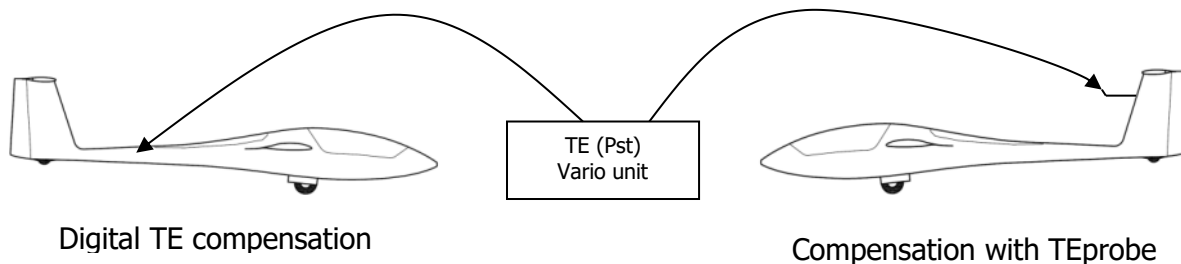 TE (Pst)
Vario unit
Digital TE compensation
Compensation with TEprobe